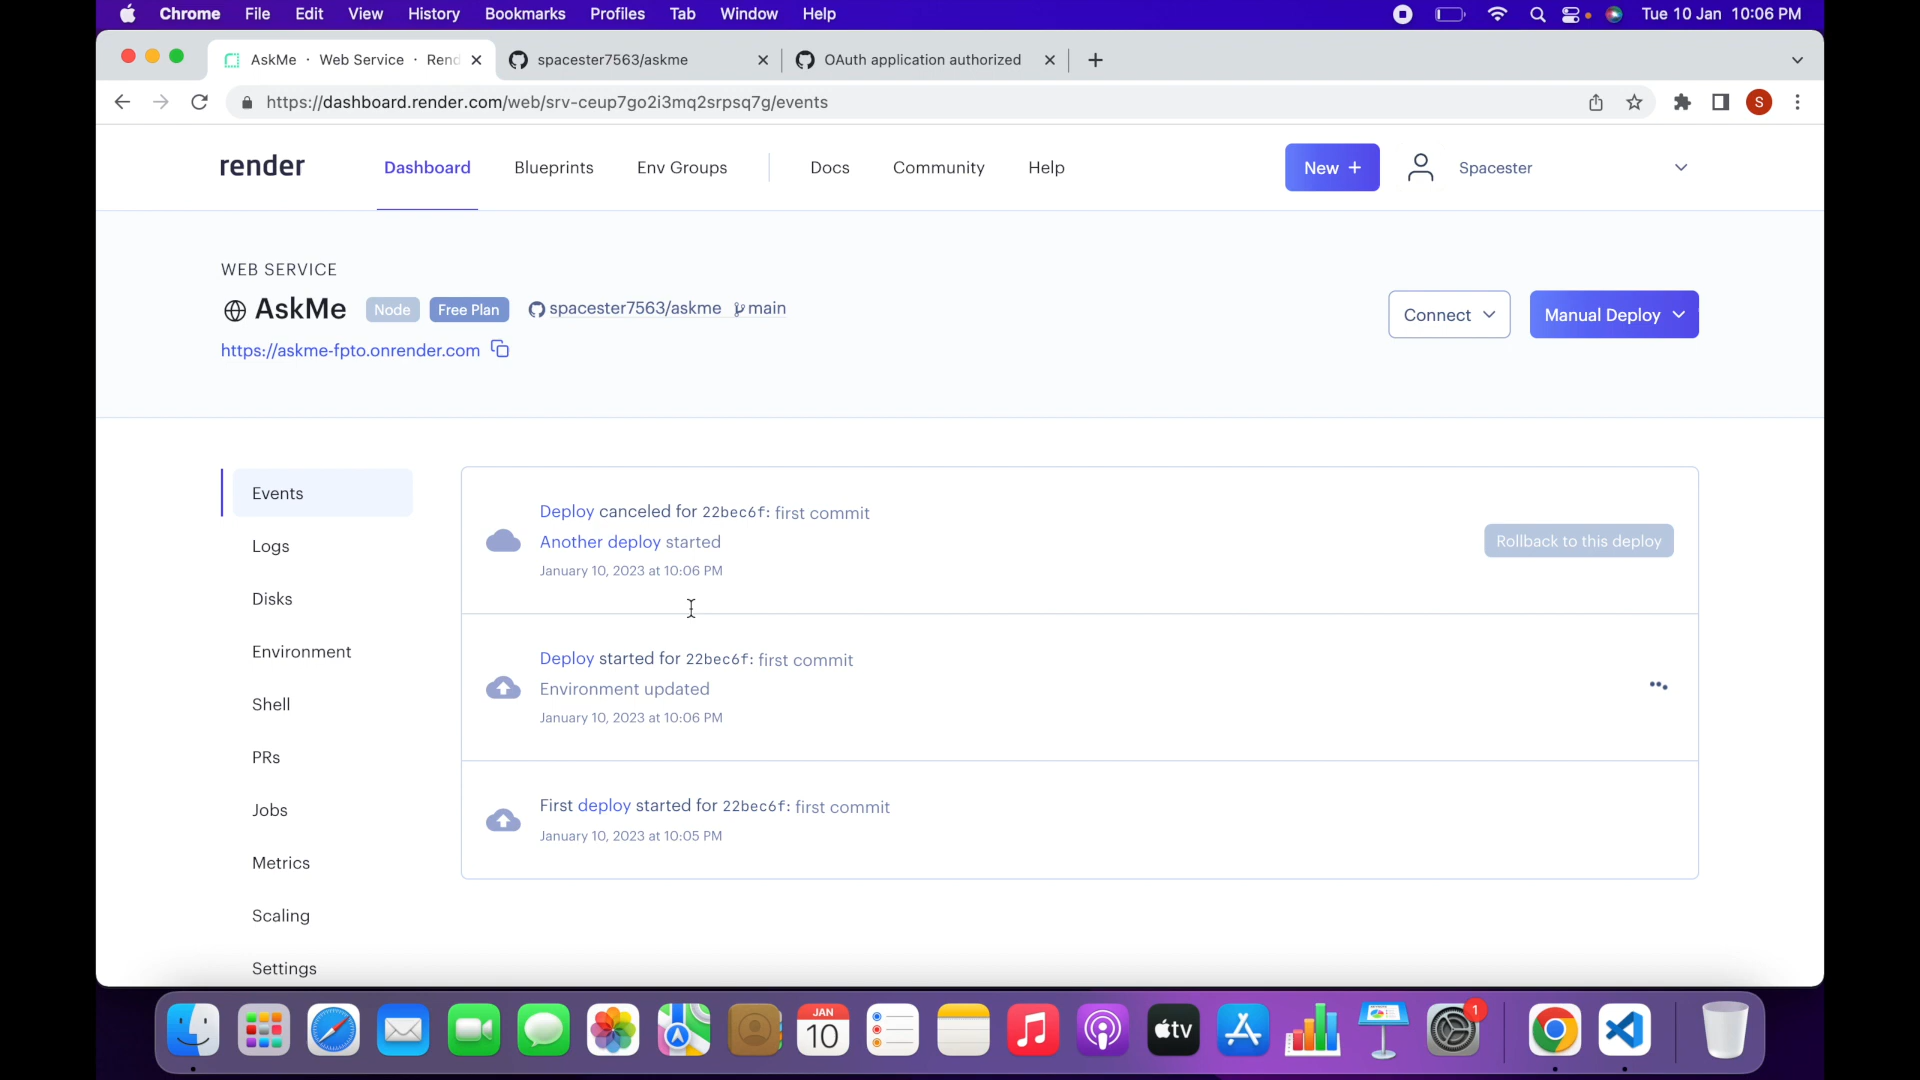 Chrome File Edit View History Bookmarks Profiles Tab Window Help Tue 10 Jan 10:06 PM
AskMe · Web Service · Rend spacester7563/askme OAuth application authorized
https://dashboard.render.com/web/srv-ceup7go2i3mq2srpsq7g/events S
render Dashboard Blueprints Env Groups Docs Community Help New + Spacester
WEB SERVICE
AskMe Node Free Plan spacester7563/askme main
Connect Manual Deploy
https://askme-fpto.onrender.com
Events
Logs
Disks
Environment
Shell
PRs
Jobs
Metrics
Scaling
Settings
Deploy canceled for 22bec6f: first commit
Another deploy started
January 10, 2023 at 10:06 PM
Rollback to this deploy
Deploy started for 22bec6f: first commit
Environment updated
January 10, 2023 at 10:06 PM
First deploy started for 22bec6f: first commit
January 10, 2023 at 10:05 PM
JAN
10
tv
1